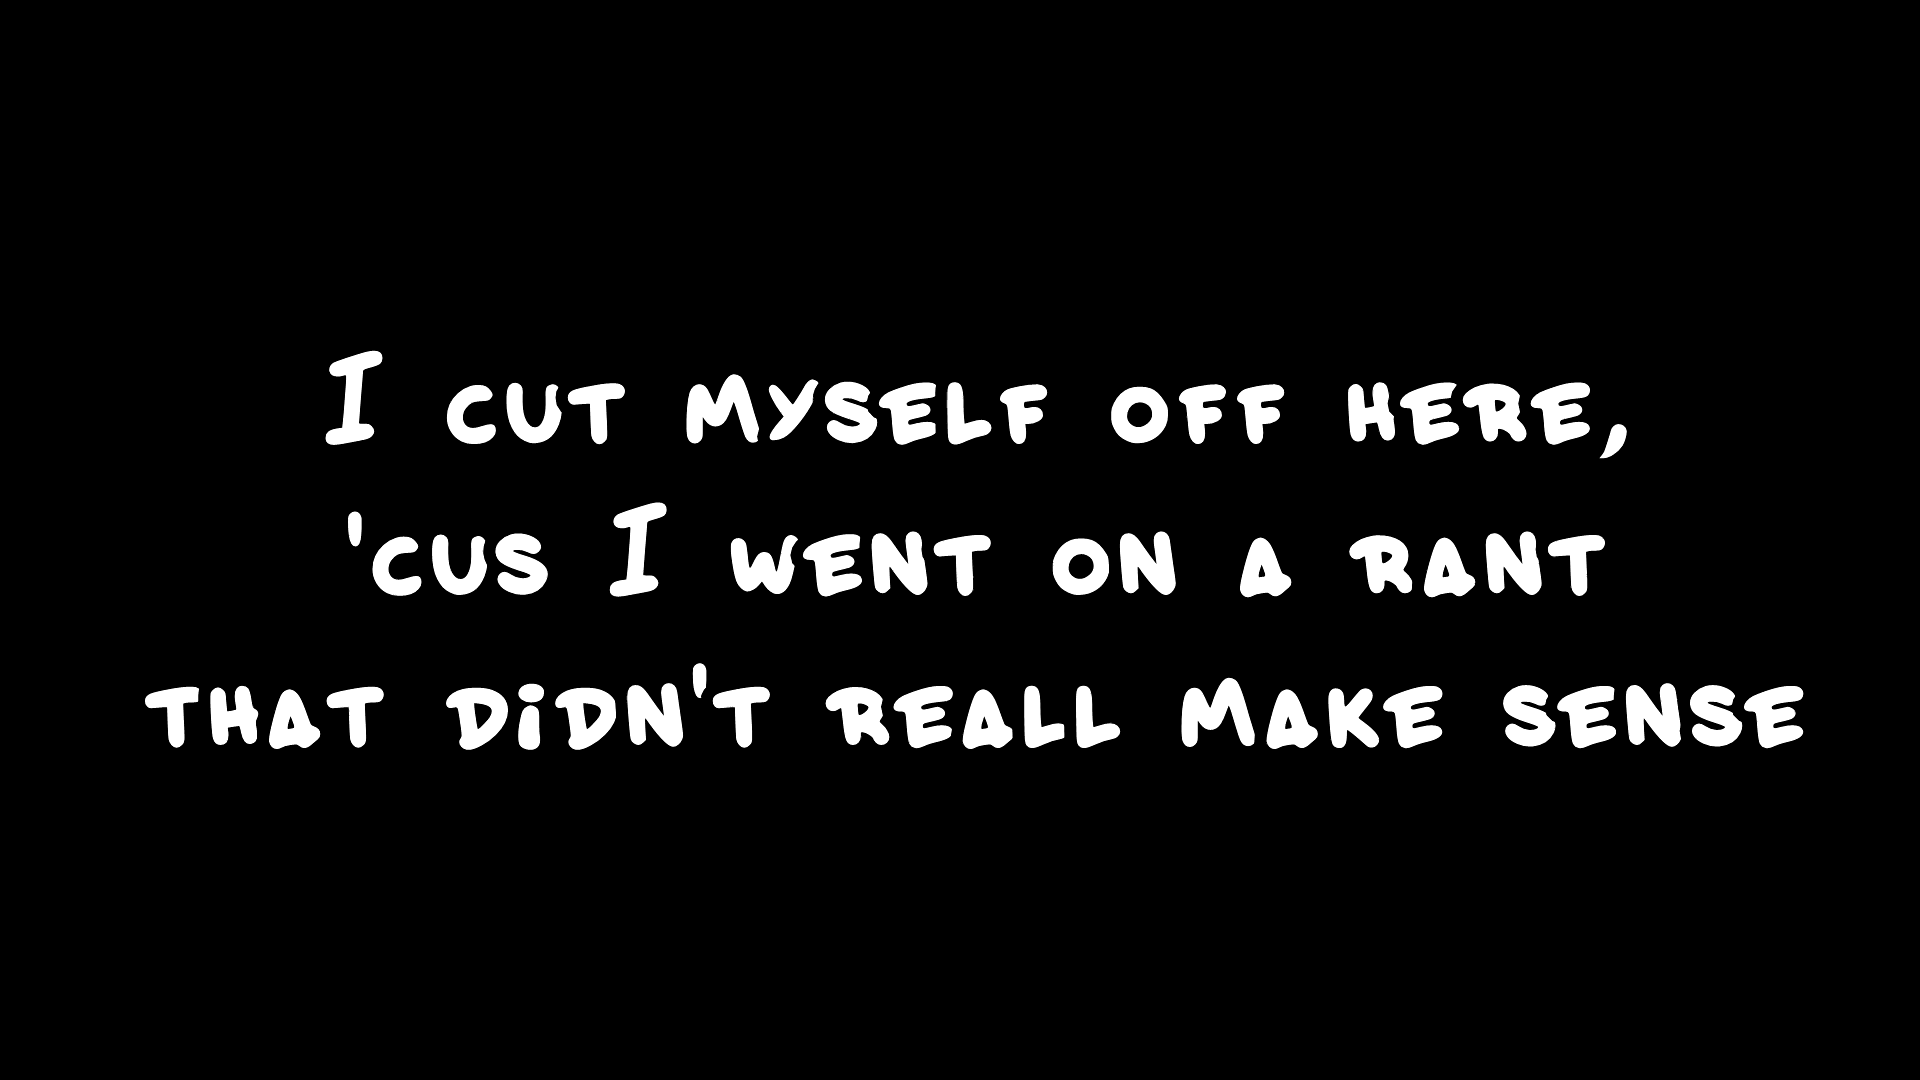 I cut myself off here,
'cus I went on a rant
that didn't reall make sense